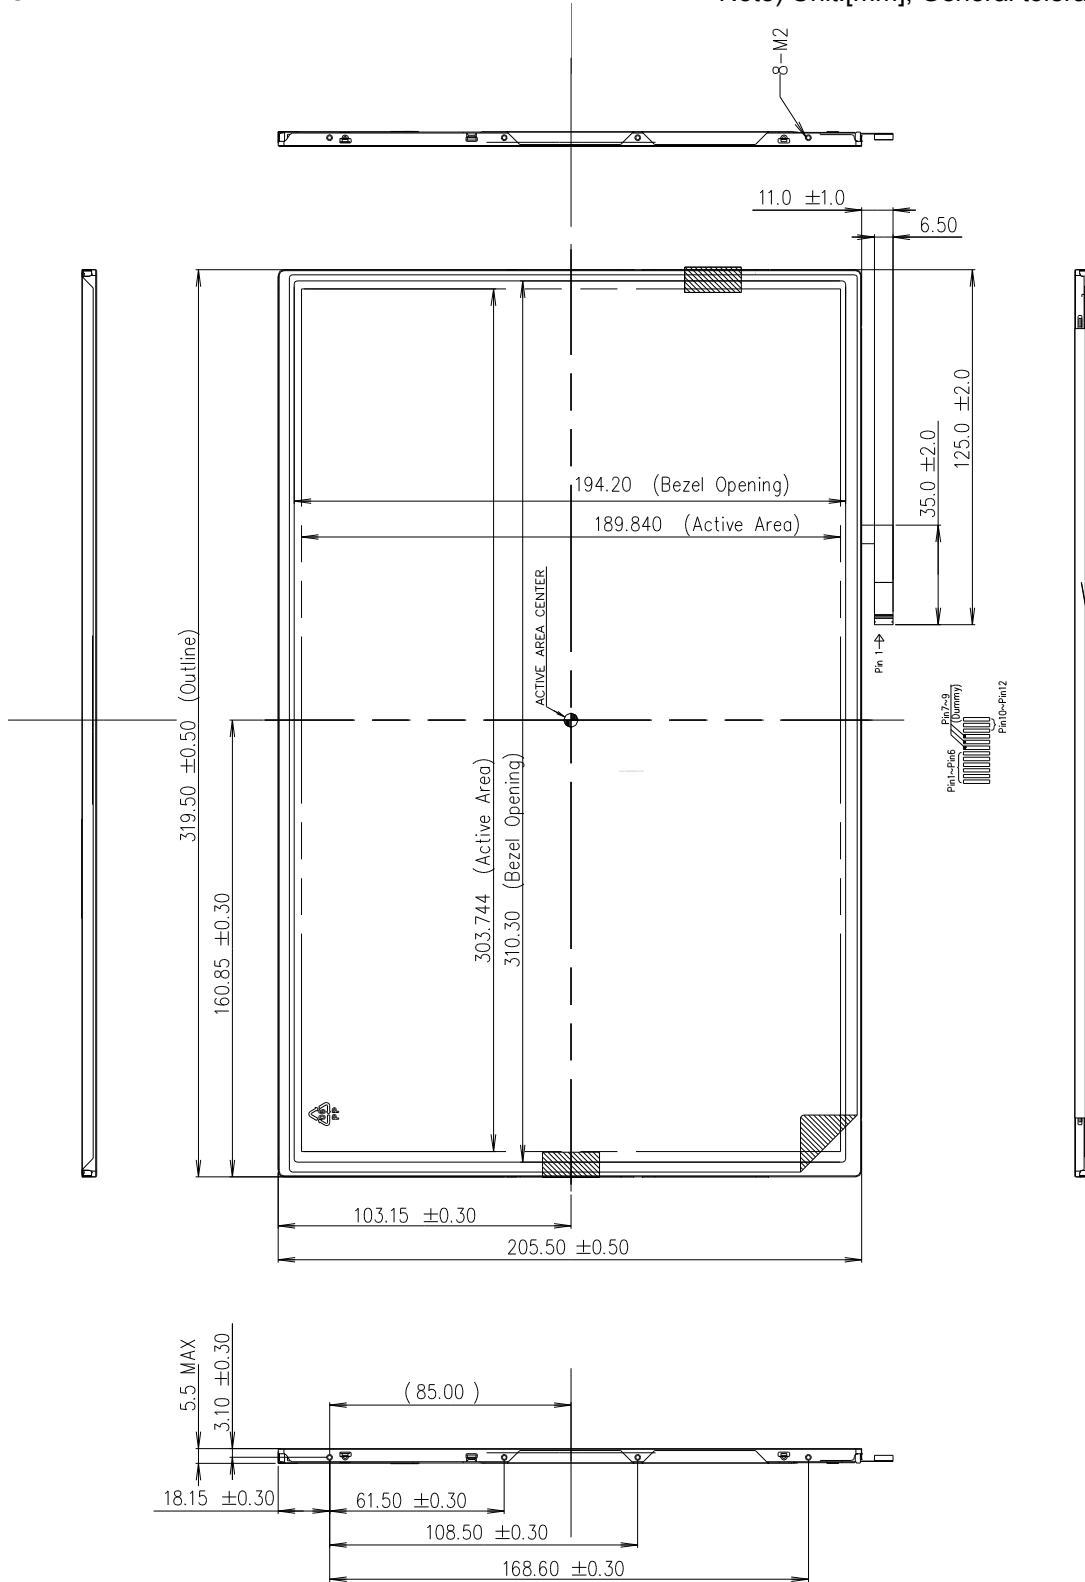 Note) Unit:[mm], General tolera
8-M2
11.0 ±1.0
6.50
125.0 ±2.0
35.0 ±2.0
194.20 (Bezel Opening)
189.840 (Active Area)
ACTIVE AREA CENTER
Pin 1
319.50 ±0.50 (Outline)
160.85 ±0.30
303.744 (Active Area)
310.30 (Bezel Opening)
Pin7~9
(Dummy)
Pin1~Pin6
Pin10~Pin12
PP
103.15 ±0.30
205.50 ±0.50
5.5 MAX
3.10 ±0.30
(85.00)
18.15 ±0.30
61.50 ±0.30
108.50 ±0.30
168.60 ±0.30